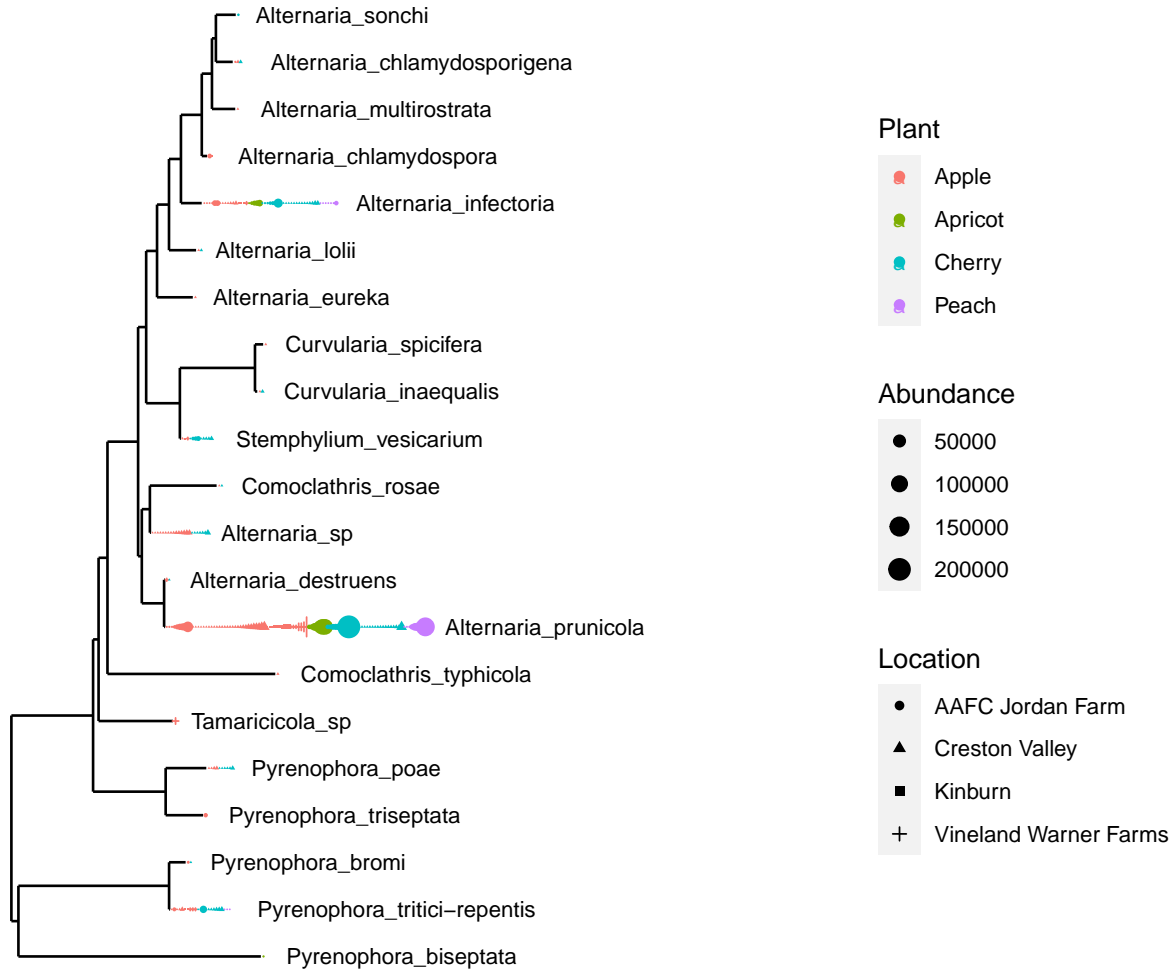 Alternaria_sonchi
Alternaria_chlamydosporigena
Alternaria_multirostrata
Alternaria_chlamydospora
Alternaria_infectoria
Alternaria_lolii
Alternaria_eureka
Curvularia_spicifera
Curvularia_inaequalis
Stemphylium_vesicarium
Comoclathris_rosae
Alternaria_sp
Alternaria_destruens
Alternaria_prunicola
Comoclathris_typhicola
Tamaricicola_sp
Pyrenophora_poae
Pyrenophora_triseptata
Pyrenophora_bromi
Pyrenophora_tritici−repentis
Pyrenophora_biseptata
Plant
Apple
Apricot
Cherry
Peach
Abundance
50000
100000
150000
200000
Location
AAFC Jordan Farm
Creston Valley
Kinburn
Vineland Warner Farms